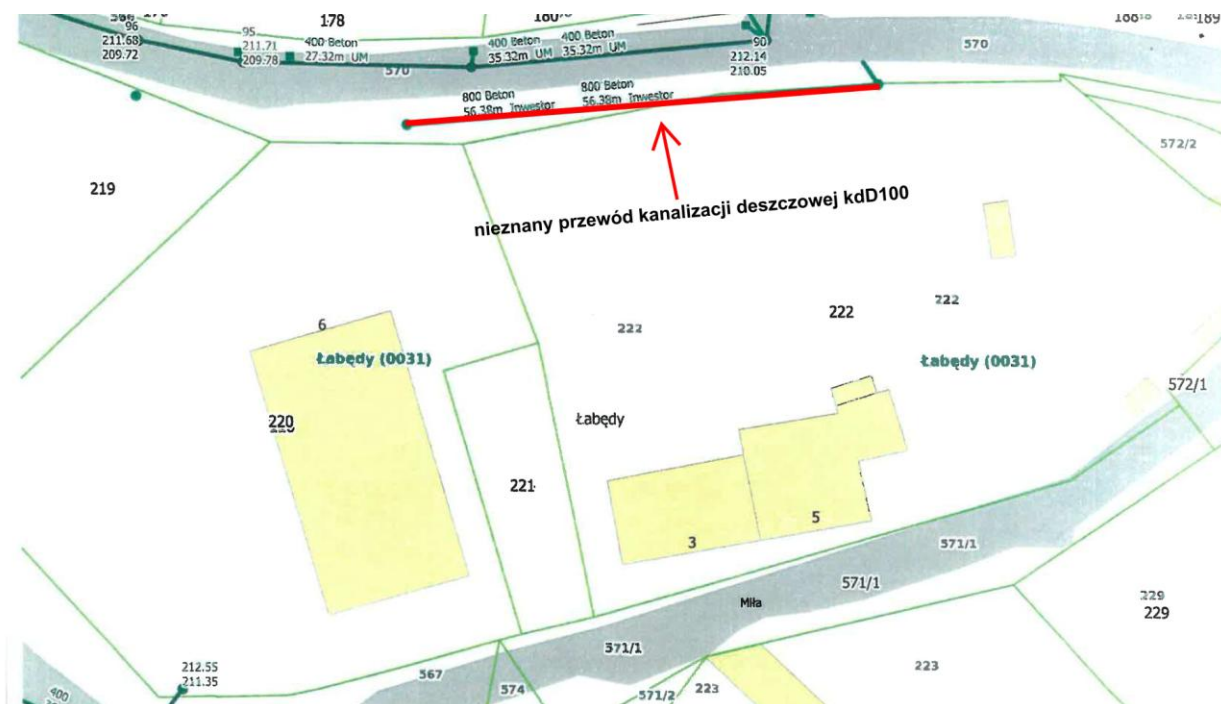 178
180
188
189
96
211.68
209.72
95
211.71
209.78
400 Beton
27.32m UM
400 Beton
35.32m UM
400 Beton
35.32m UM
90
212.14
210.05
570
570
800 Beton
56.38m Inwestor
800 Beton
56.38m Inwestor
572/2
219
nieznany przewód kanalizacji deszczowej kdD100
222
222
222
6
Łabędy (0031)
Łabędy (0031)
572/1
220
Łabędy
221
5
3
571/1
571/1
Miła
229
229
571/1
212.55
211.35
567
223
400
574
571/2
223